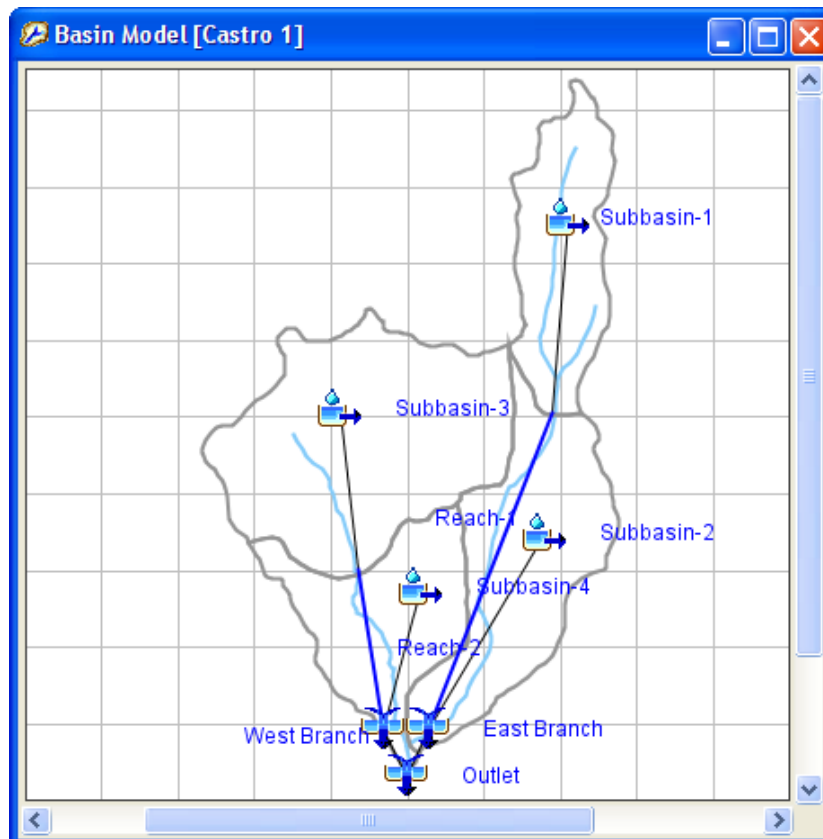 Basin Model [Castro 1]
Subbasin-1
Subbasin-3
Reach-1
Subbasin-2
Subbasin-4
Reach-2
West Branch
East Branch
Outlet